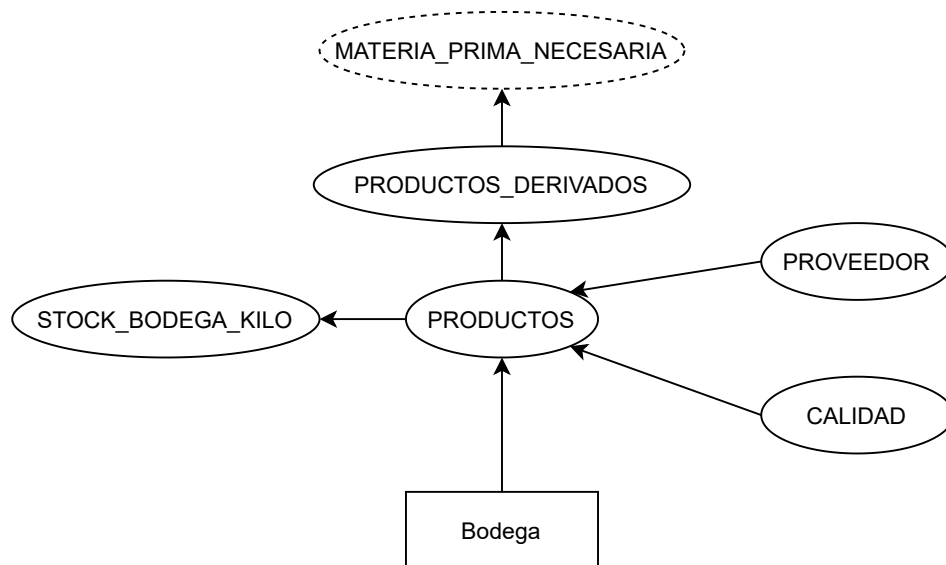 MATERIA_PRIMA_NECESARIA
PRODUCTOS_DERIVADOS
PROVEEDOR
STOCK_BODEGA_KILO
PRODUCTOS
CALIDAD
Bodega